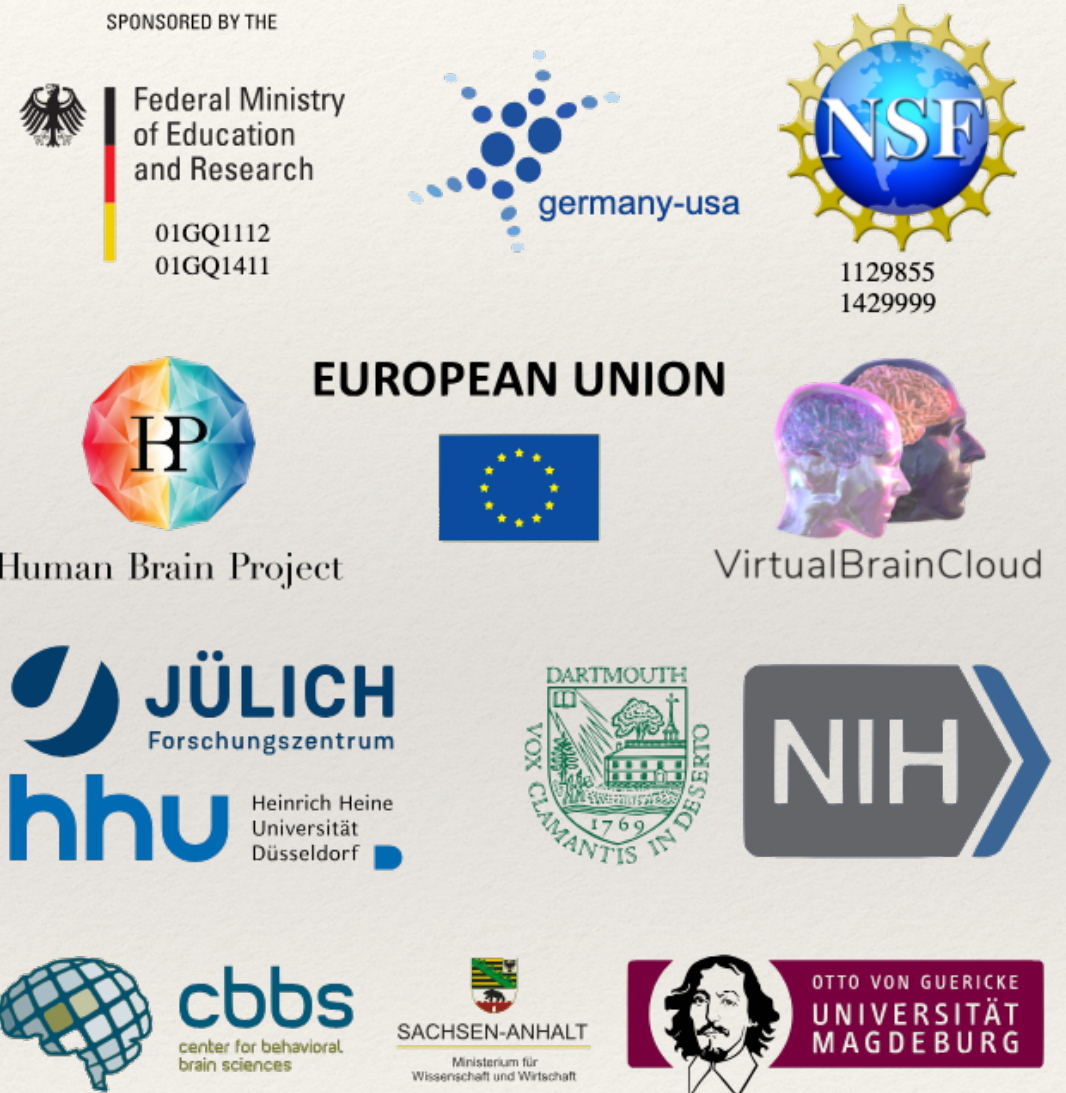 SPONSORED BY THE
Federal Ministry
of Education
and Research
01GQ1112
01GQ1411
germany-usa
NSF
1129855
1429999
HP
Human Brain Project
EUROPEAN UNION
VirtualBrainCloud
JÜLICH
Forschungszentrum
hhu
Heinrich Heine
Universität
Düsseldorf
DARTMOUTH
VOX CLAMANTIS IN DESERTO
1769
NIH
cbbs
center for behavioral
brain sciences
SACHSEN-ANHALT
Ministerium für
Wissenschaft und Wirtschaft
OTTO VON GUERICKE
UNIVERSITÄT
MAGDEBURG